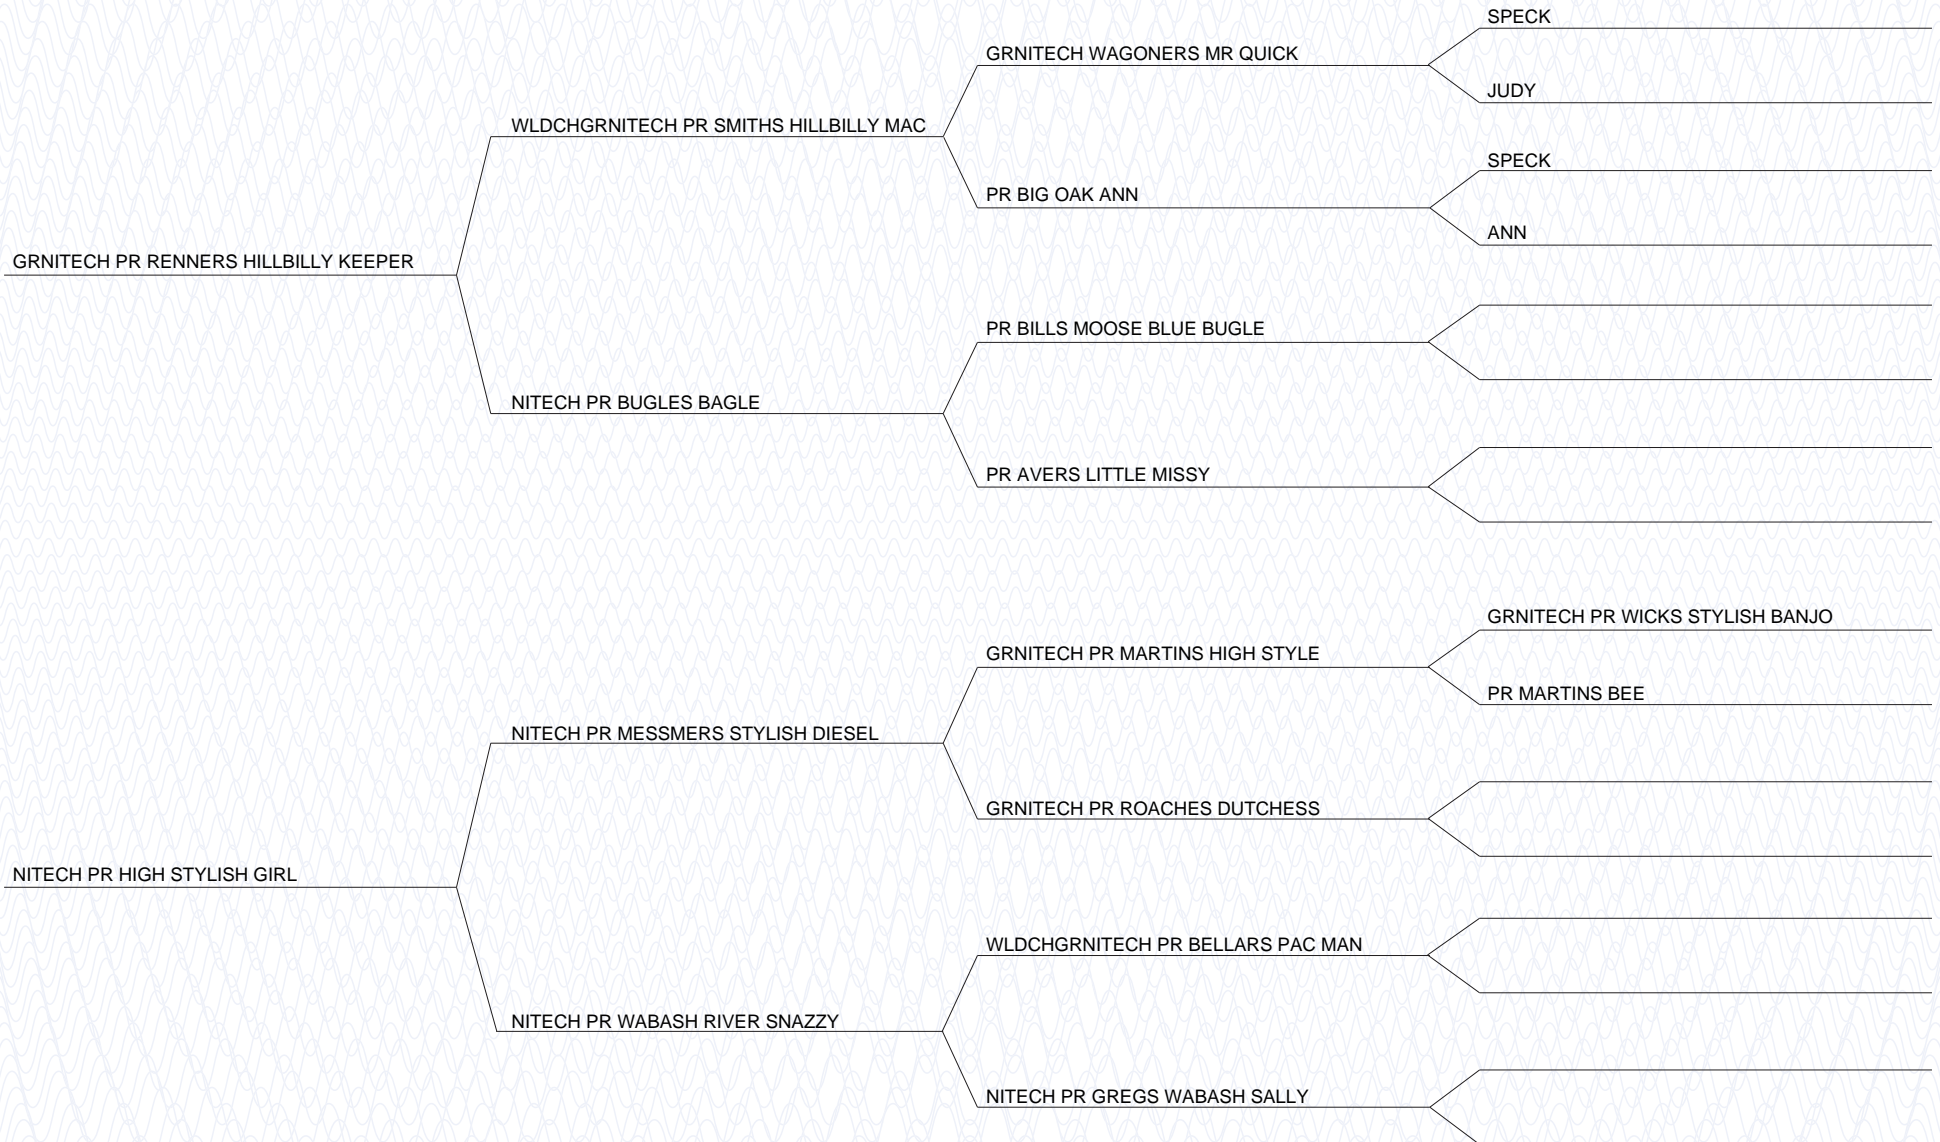 SPECK
GRNITECH WAGONERS MR QUICK
JUDY
WLDCHGRNITECH PR SMITHS HILLBILLY MAC
SPECK
PR BIG OAK ANN
ANN
GRNITECH PR RENNERS HILLBILLY KEEPER
PR BILLS MOOSE BLUE BUGLE
NITECH PR BUGLES BAGLE
PR AVERS LITTLE MISSY
GRNITECH PR WICKS STYLISH BANJO
GRNITECH PR MARTINS HIGH STYLE
PR MARTINS BEE
NITECH PR MESSMERS STYLISH DIESEL
GRNITECH PR ROACHES DUTCHESS
NITECH PR HIGH STYLISH GIRL
WLDCHGRNITECH PR BELLARS PAC MAN
NITECH PR WABASH RIVER SNAZZY
NITECH PR GREGS WABASH SALLY